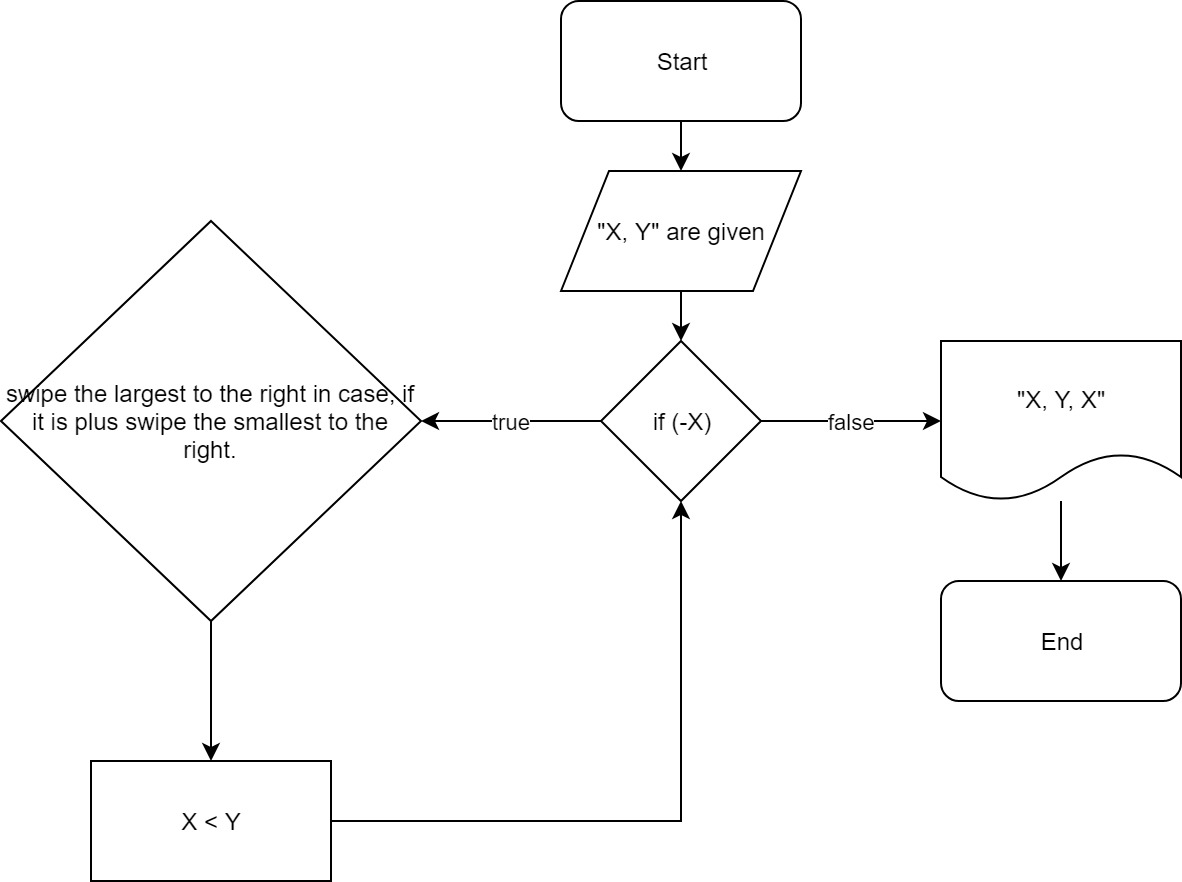 Start
"X, Y" are given
if (-X)
true
false
swipe the largest to the right in case, if
it is plus swipe the smallest to the
right.
"X, Y, X"
End
X < Y